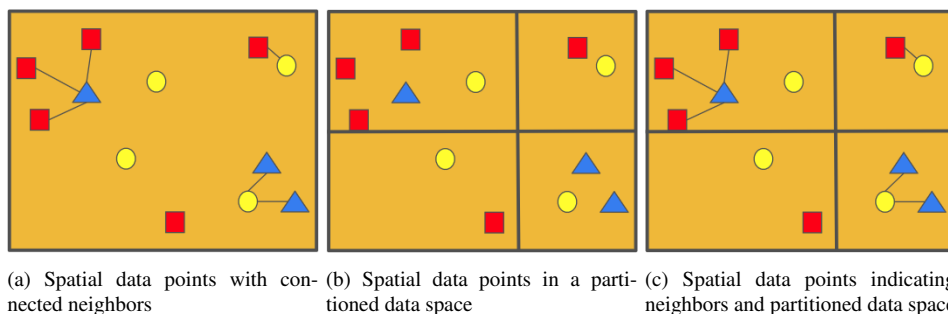 (a) Spatial data points with con-
nected neighbors
(b) Spatial data points in a parti-
tioned data space
(c) Spatial data points indicating
neighbors and partitioned data space